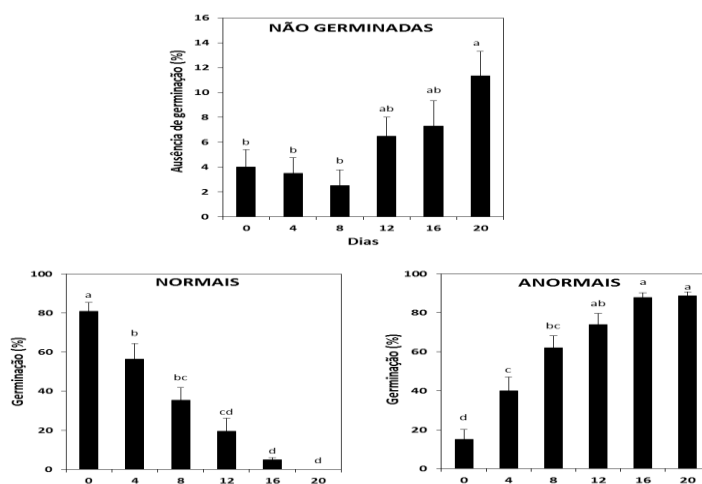 NÃO GERMINADAS
Ausência de germinação (%)
16
14
12
10
8
6
4
2
0
b
b
b
ab
ab
a
0 4 8 12 16 20
Dias
NORMAIS
Germinação (%)
100
80
60
40
20
0
a
b
bc
cd
d
d
0 4 8 12 16 20
ANORMAIS
Germinação (%)
100
80
60
40
20
0
d
c
bc
ab
a
a
0 4 8 12 16 20